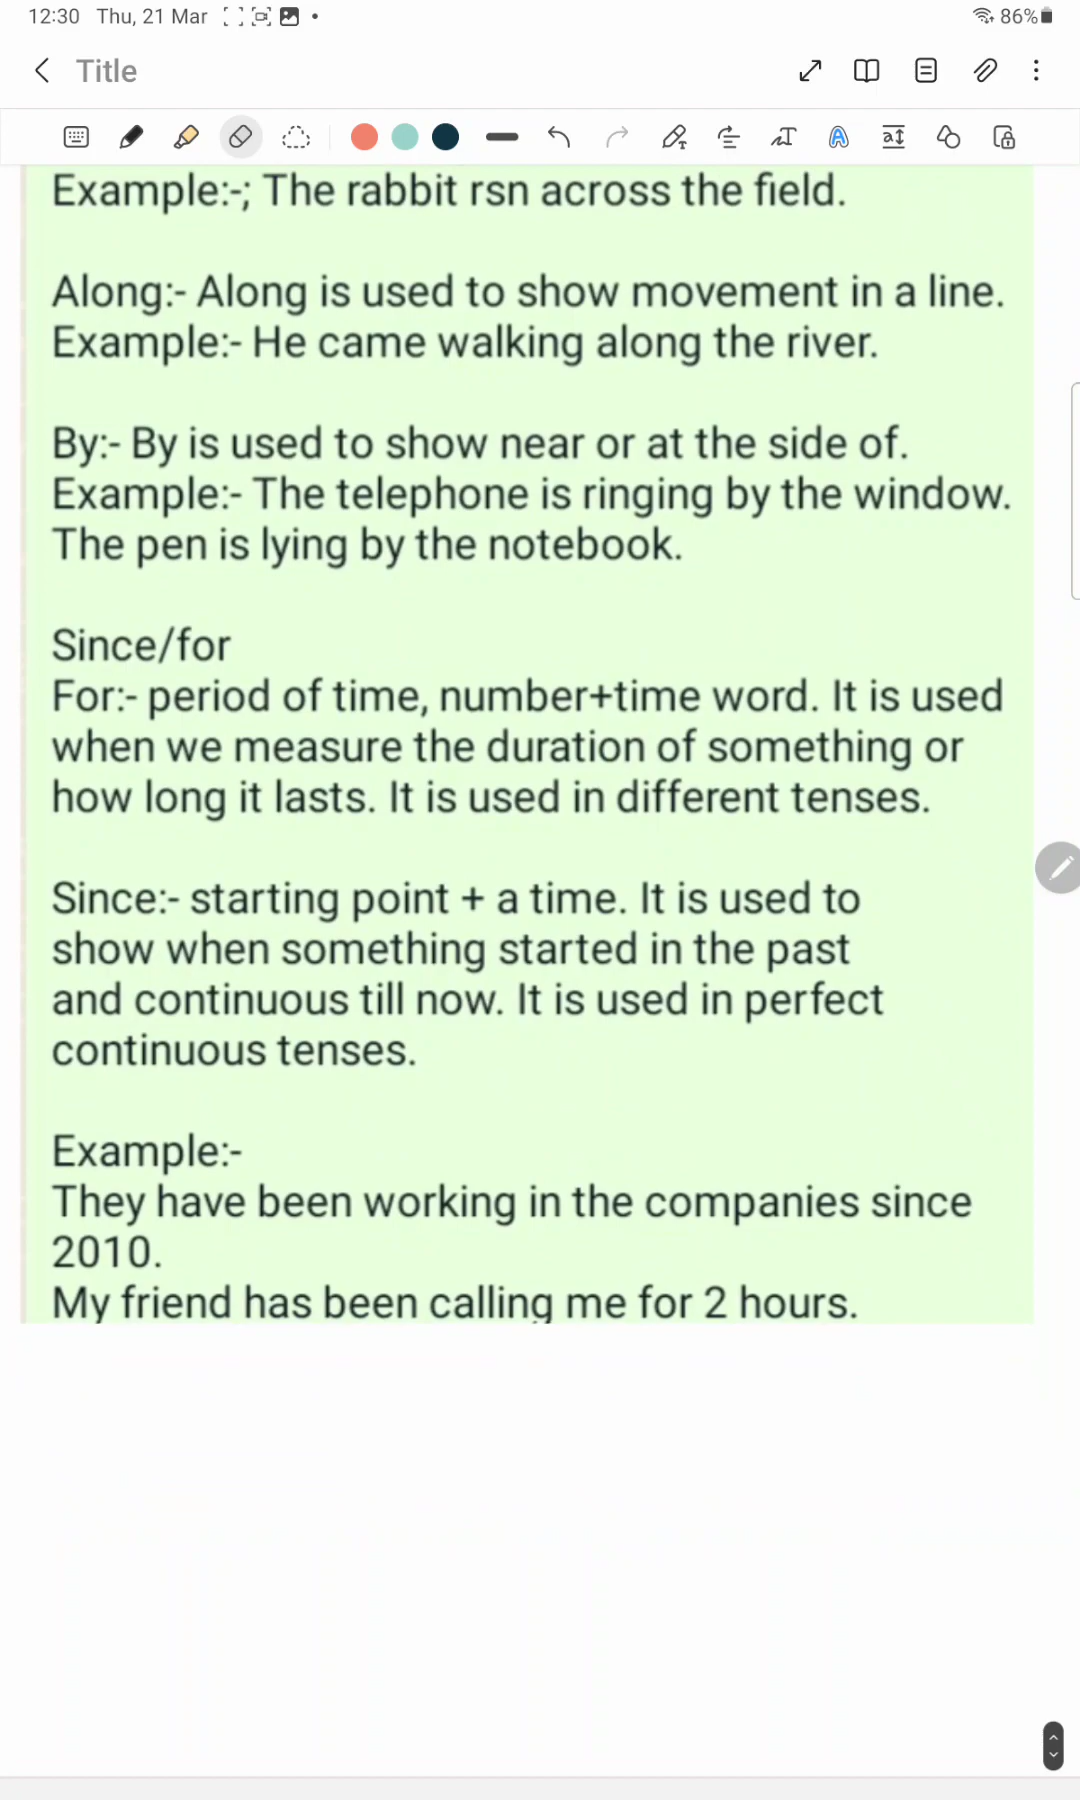 12:30 Thu, 21 Mar
86%
Title
Example:-; The rabbit rsn across the field.
Along:- Along is used to show movement in a line.
Example:- He came walking along the river.
By:- By is used to show near or at the side of.
Example:- The telephone is ringing by the window.
The pen is lying by the notebook.
Since/for
For:- period of time, number+time word. It is used
when we measure the duration of something or
how long it lasts. It is used in different tenses.
Since:- starting point + a time. It is used to
show when something started in the past
and continuous till now. It is used in perfect
continuous tenses.
Example:-
They have been working in the companies since
2010.
My friend has been calling me for 2 hours.